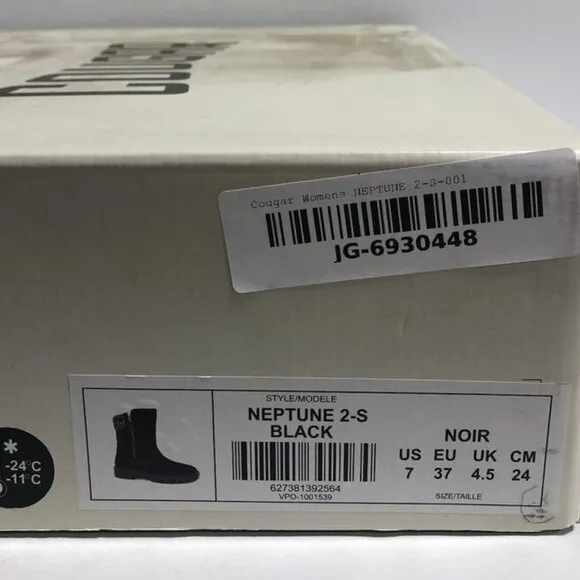 COUGAR
Cougar Womens NEPTUNE 2-S-001
JG-6930448
STYLE/MODELE
NEPTUNE 2-S
BLACK
NOIR
US EU UK CM
7 37 4.5 24
627381392564
VPO-1001539
SIZE/TAILLE
-24°C
-11°C